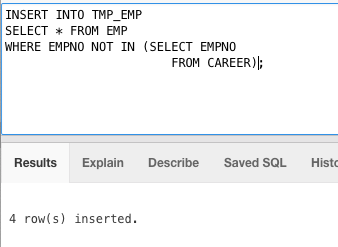 INSERT INTO TMP_EMP
SELECT * FROM EMP
WHERE EMPNO NOT IN (SELECT EMPNO
FROM CAREER);
Results Explain Describe Saved SQL
4 row(s) inserted.